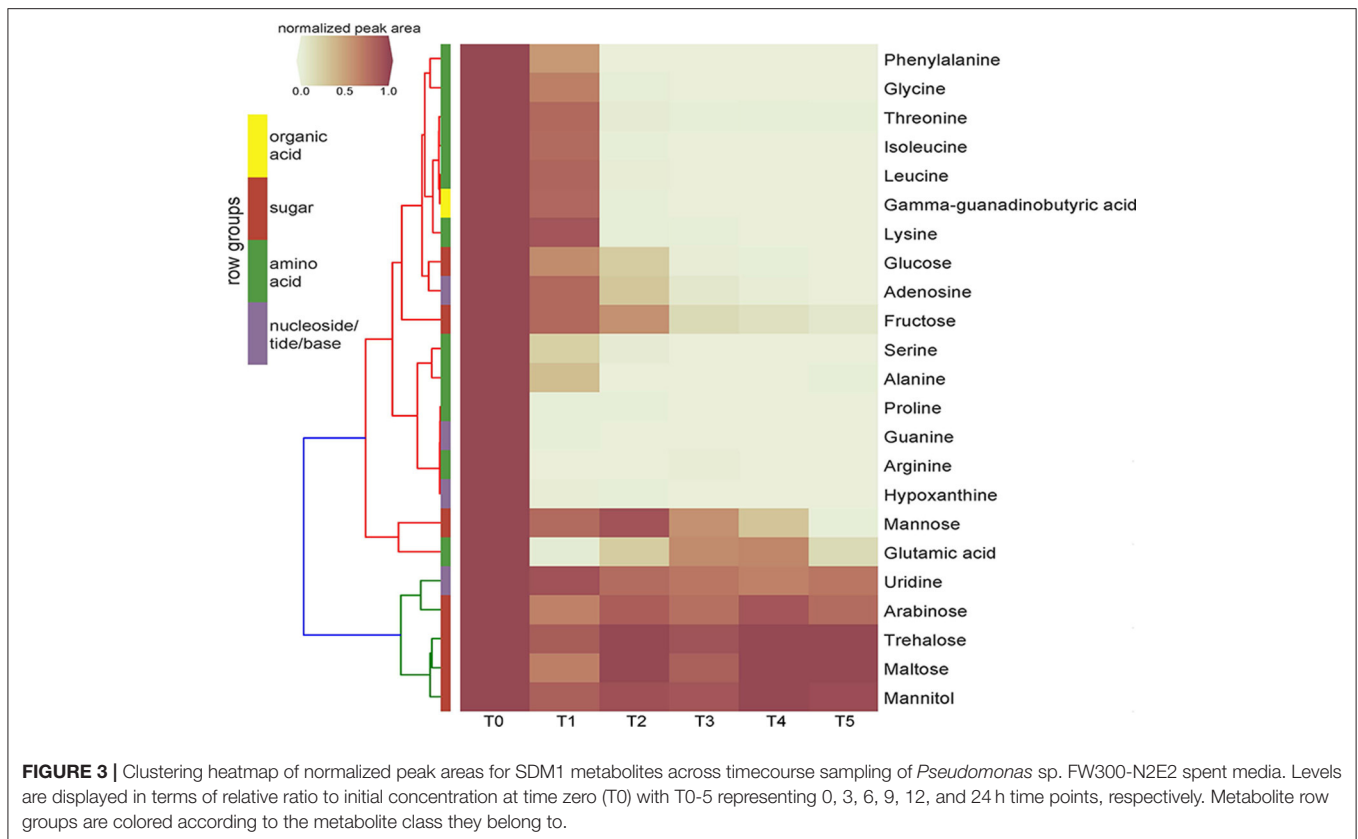 normalized peak area
0.0 0.5 1.0
row groups
organic
acid
sugar
amino
acid
nucleoside/
tide/base
Phenylalanine
Glycine
Threonine
Isoleucine
Leucine
Gamma-guanadinobutyric acid
Lysine
Glucose
Adenosine
Fructose
Serine
Alanine
Proline
Guanine
Arginine
Hypoxanthine
Mannose
Glutamic acid
Uridine
Arabinose
Trehalose
Maltose
Mannitol
T0 T1 T2 T3 T4 T5
FIGURE 3 | Clustering heatmap of normalized peak areas for SDM1 metabolites across timecourse sampling of Pseudomonas sp. FW300-N2E2 spent media. Levels
are displayed in terms of relative ratio to initial concentration at time zero (T0) with T0-5 representing 0, 3, 6, 9, 12, and 24 h time points, respectively. Metabolite row
groups are colored according to the metabolite class they belong to.